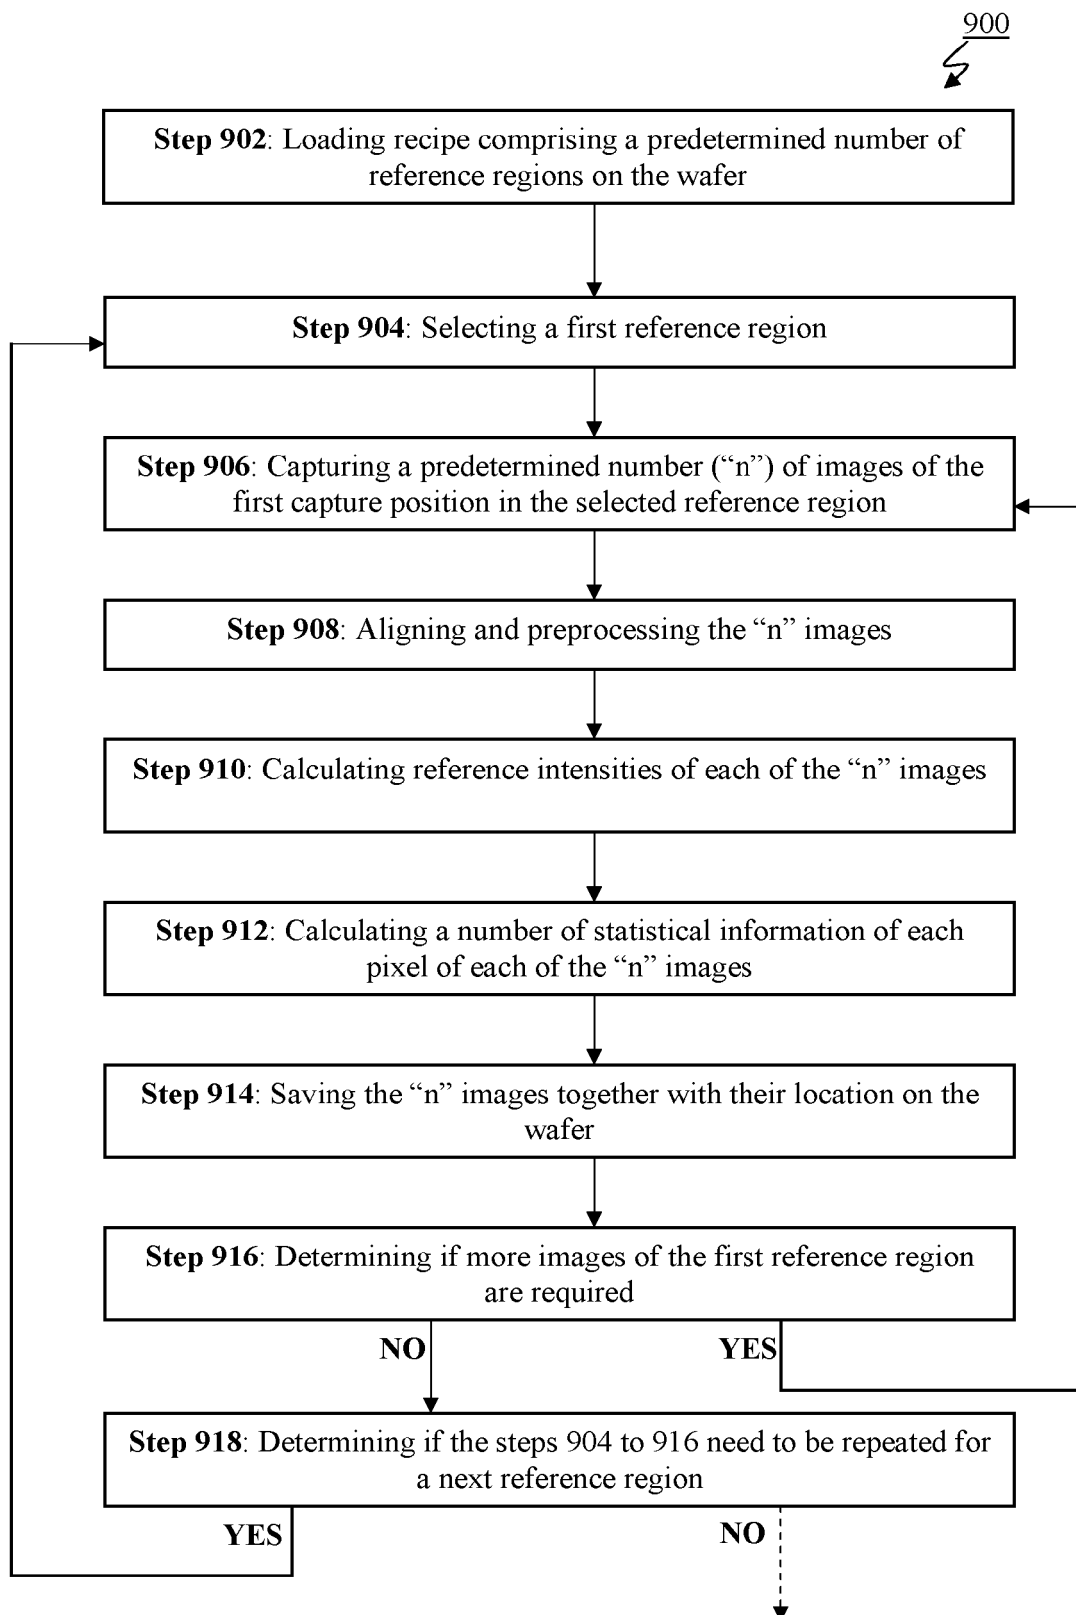 900
Step 902: Loading recipe comprising a predetermined number of
reference regions on the wafer
Step 904: Selecting a first reference region
Step 906: Capturing a predetermined number (“n”) of images of the
first capture position in the selected reference region
Step 908: Aligning and preprocessing the “n” images
Step 910: Calculating reference intensities of each of the “n” images
Step 912: Calculating a number of statistical information of each
pixel of each of the “n” images
Step 914: Saving the “n” images together with their location on the
wafer
Step 916: Determining if more images of the first reference region
are required
NO YES
Step 918: Determining if the steps 904 to 916 need to be repeated for
a next reference region
YES NO